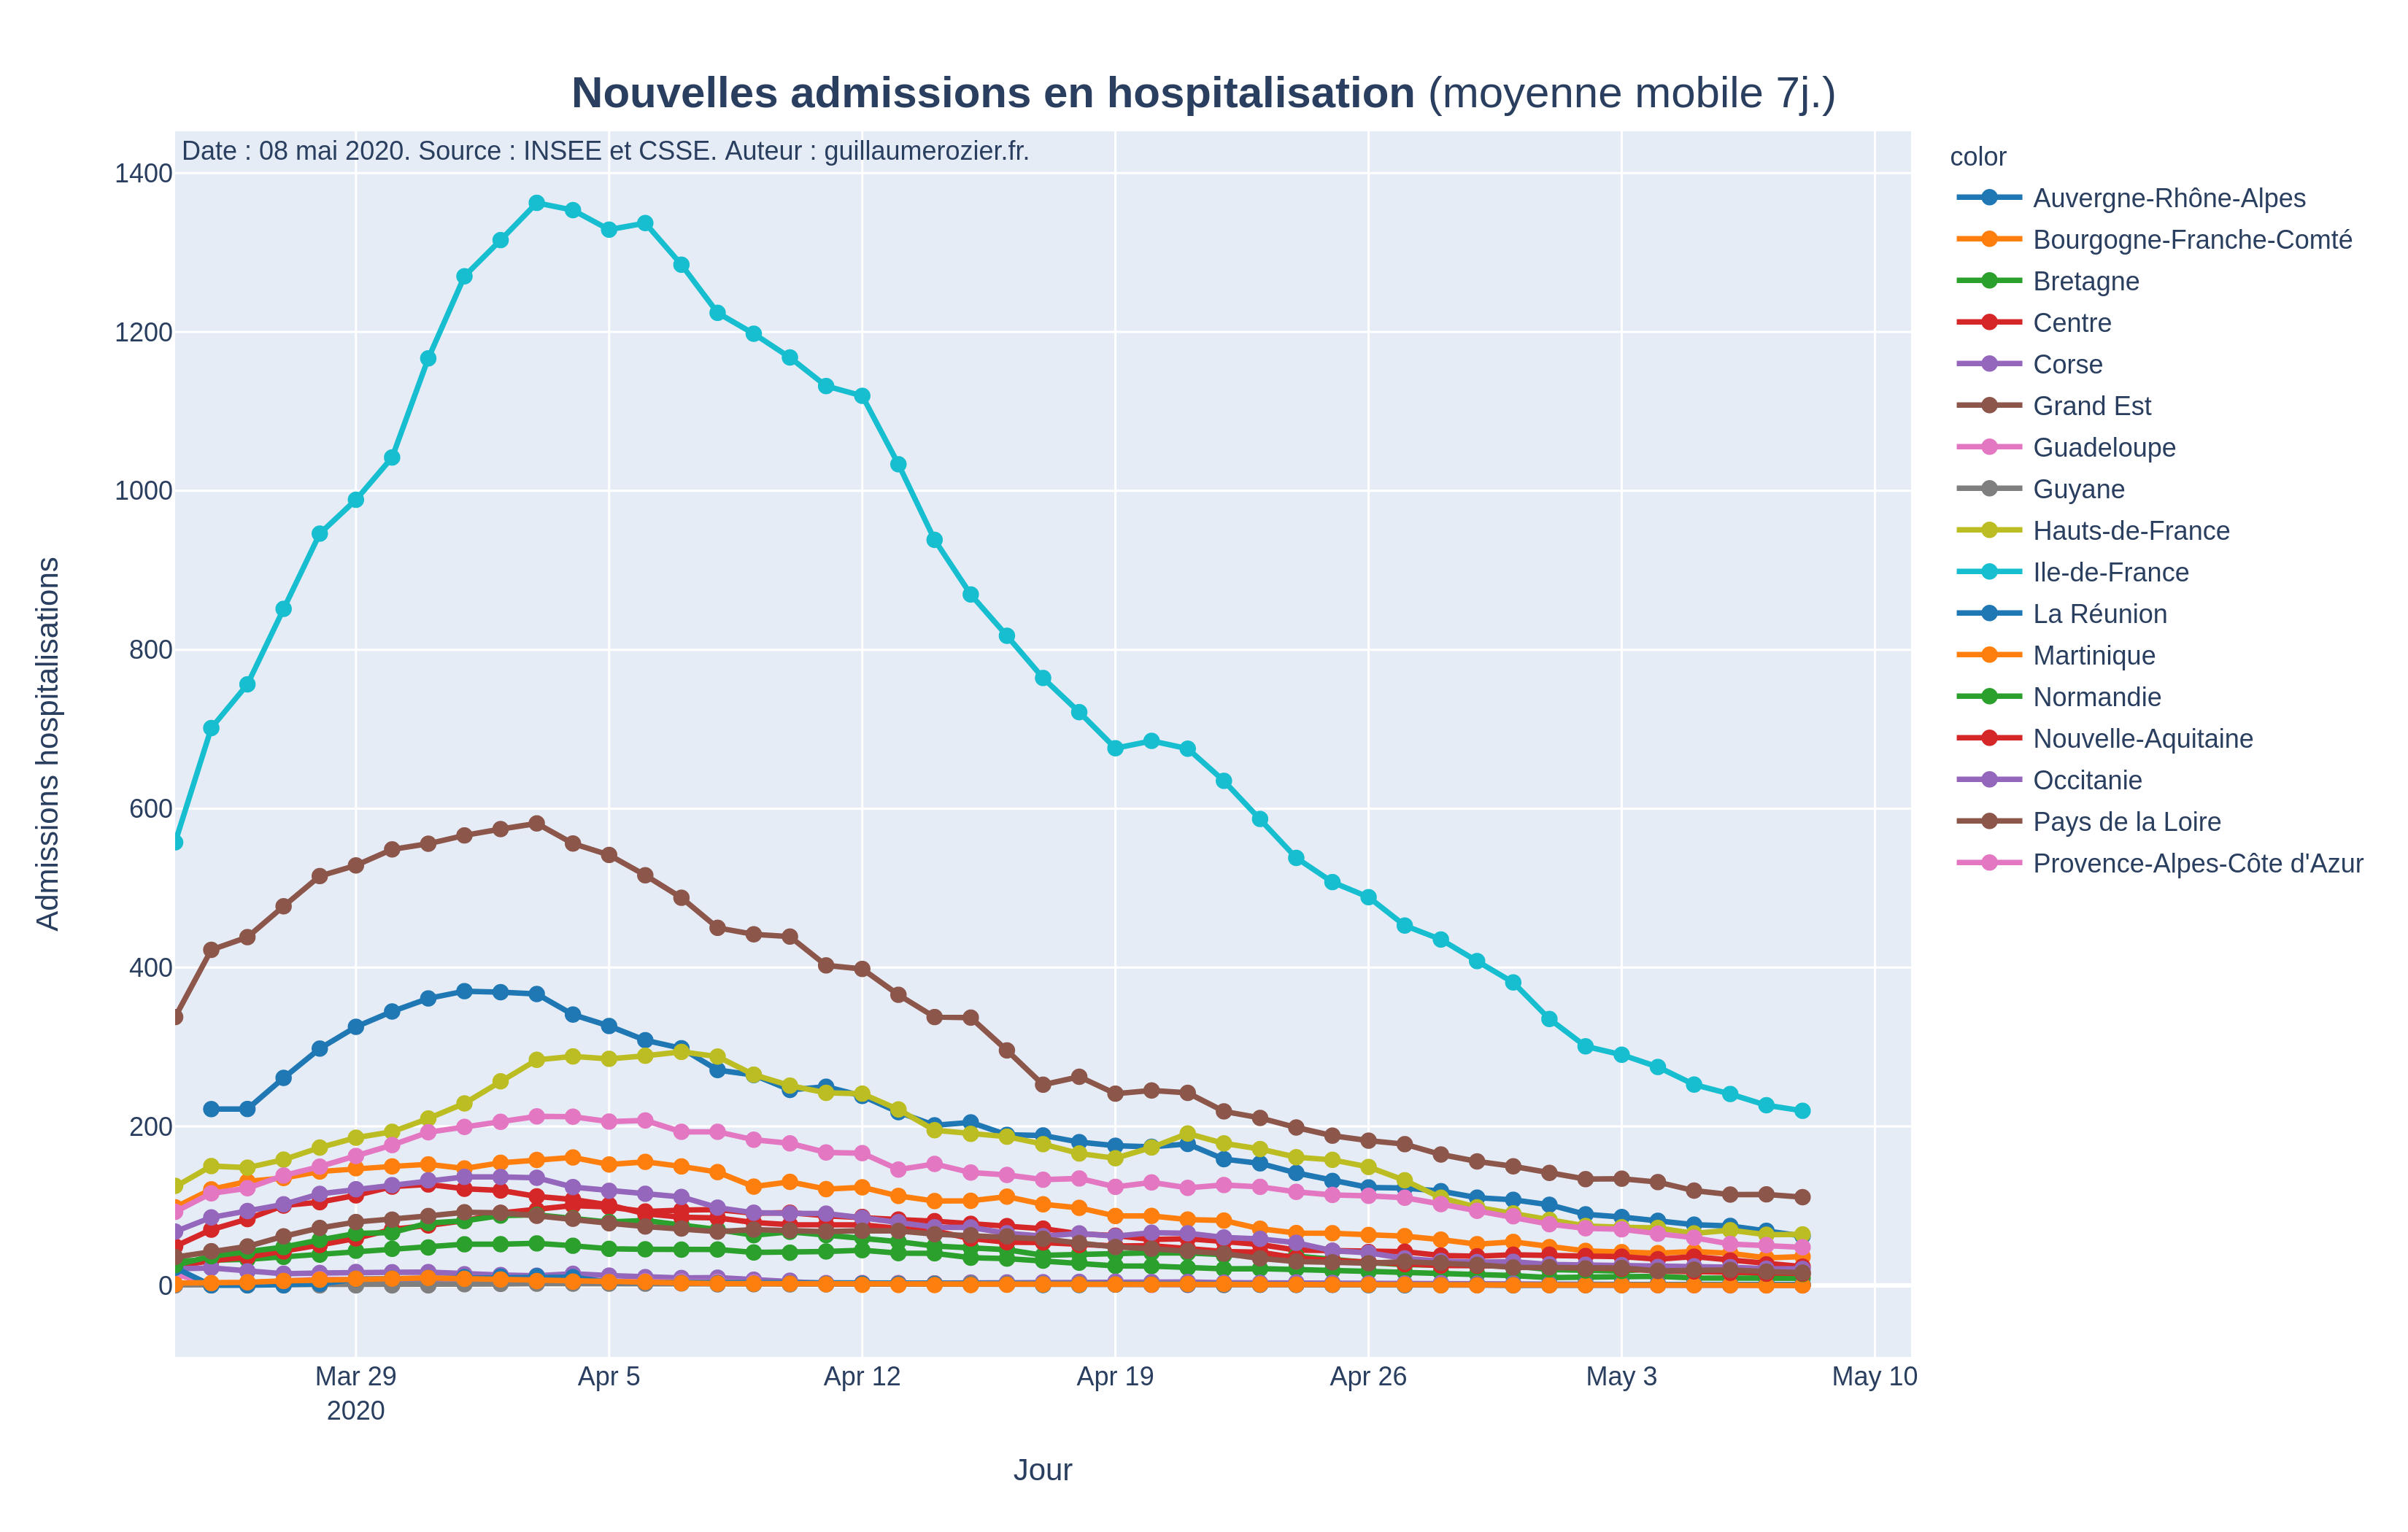 Nouvelles admissions en hospitalisation (moyenne mobile 7j.)
Date : 08 mai 2020. Source : INSEE et CSSE. Auteur : guillaumerozier.fr.
1400
1200
1000
800
600
400
200
0
Admissions hospitalisations
Mar 29
2020
Apr 5
Apr 12
Apr 19
Apr 26
May 3
May 10
Jour
color
Auvergne-Rhône-Alpes
Bourgogne-Franche-Comté
Bretagne
Centre
Corse
Grand Est
Guadeloupe
Guyane
Hauts-de-France
Ile-de-France
La Réunion
Martinique
Normandie
Nouvelle-Aquitaine
Occitanie
Pays de la Loire
Provence-Alpes-Côte d'Azur